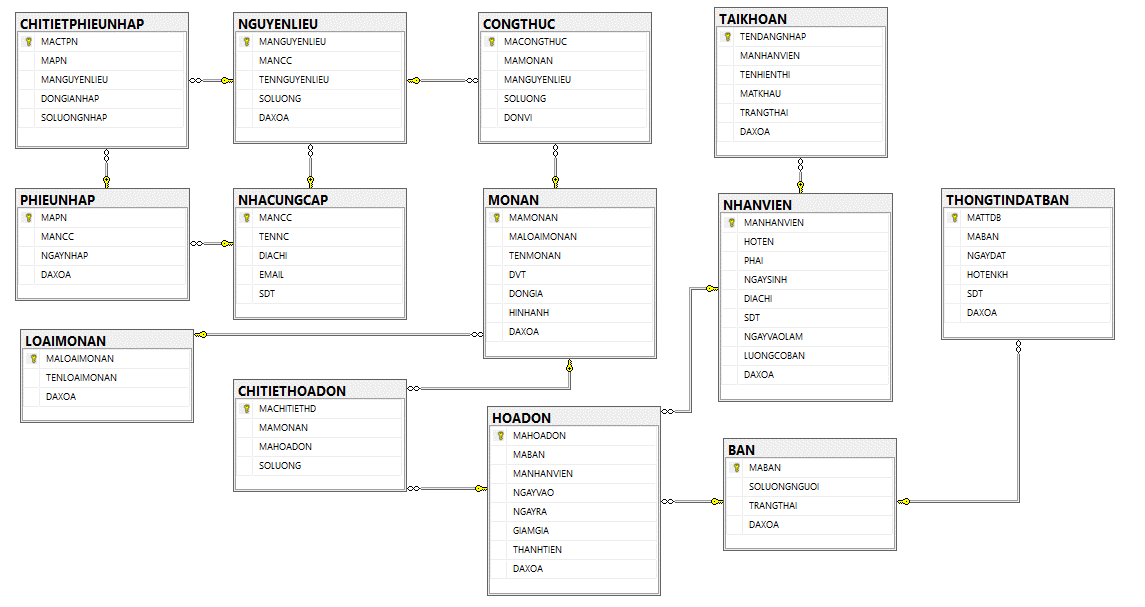 CHITIETPHIEUNHAP
MACTPN
MAPN
MANGUYENLIEU
DONGIANHAP
SOLUONGNHAP
NGUYENLIEU
MANGUYENLIEU
MANCC
TENNGUYENLIEU
SOLUONG
DAXOA
CONGTHUC
MACONGTHUC
MAMONAN
MANGUYENLIEU
SOLUONG
DONVI
TAIKHOAN
TENDANGNHAP
MANHANVIEN
TENHIENTHI
MATKHAU
TRANGTHAI
DAXOA
PHIEUNHAP
MAPN
MANCC
NGAYNHAP
DAXOA
NHACUNGCAP
MANCC
TENNC
DIACHI
EMAIL
SDT
MONAN
MAMONAN
MALOAIMONAN
TENMONAN
DVT
DONGIA
HINHANH
DAXOA
NHANVIEN
MANHANVIEN
HOTEN
PHAI
NGAYSINH
DIACHI
SDT
NGAYVAOLAM
LUONGCOBAN
DAXOA
THONGTINDATBAN
MATTDB
MABAN
NGAYDAT
HOTENKH
SDT
DAXOA
LOAIMONAN
MALOAIMONAN
TENLOAIMONAN
DAXOA
CHITIETHOADON
MACHITIETHD
MAMONAN
MAHOADON
SOLUONG
HOADON
MAHOADON
MABAN
MANHANVIEN
NGAYVAO
NGAYRA
GIAMGIA
THANHTIEN
DAXOA
BAN
MABAN
SOLUONGNGUOI
TRANGTHAI
DAXOA